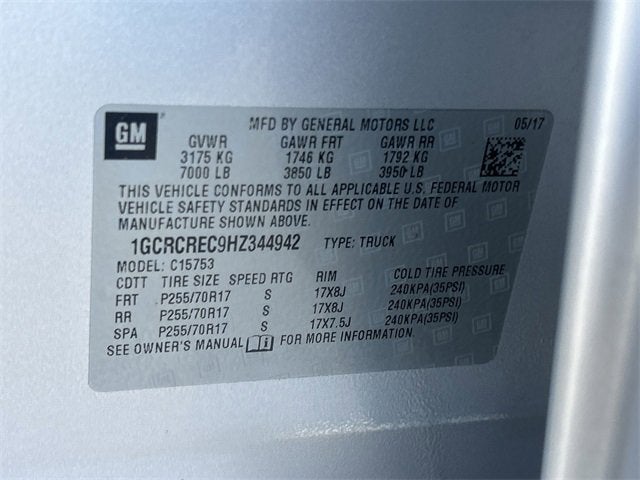 GM
MFD BY GENERAL MOTORS LLC 05/17
GVWR GAWR FRT GAWR RR
3175 KG 1746 KG 1792 KG
7000 LB 3850 LB 3950 LB
THIS VEHICLE CONFORMS TO ALL APPLICABLE U.S. FEDERAL MOTOR
VEHICLE SAFETY STANDARDS IN EFFECT ON THE DATE OF
MANUFACTURE SHOWN ABOVE.
1GCRCREC9HZ344942 TYPE: TRUCK
MODEL: C15753
CDTT TIRE SIZE SPEED RTG RIM COLD TIRE PRESSURE
FRT P255/70R17 S 17X8J 240KPA(35PSI)
RR P255/70R17 S 17X8J 240KPA(35PSI)
SPA P255/70R17 S 17X7.5J 240KPA(35PSI)
SEE OWNER'S MANUAL FOR MORE INFORMATION.